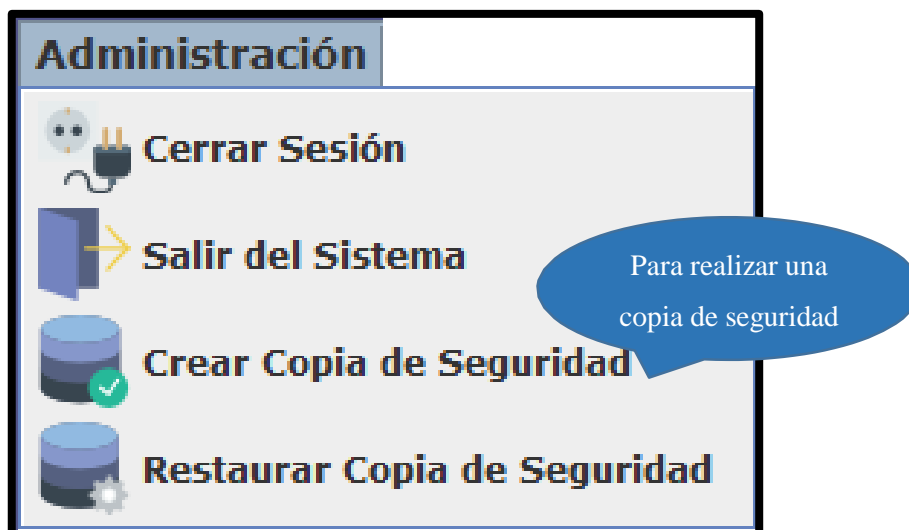 Administración
Cerrar Sesión
Salir del Sistema
Para realizar una
copia de seguridad
Crear Copia de Seguridad
Restaurar Copia de Seguridad